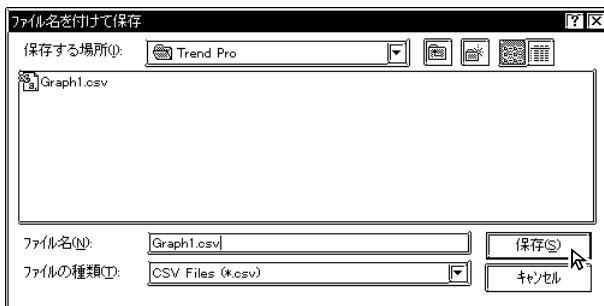 ファイル名を付けて保存
保存する場所(I):
Trend Pro
Graph1.csv
ファイル名(N):
Graph1.csv
保存(S)
ファイルの種類(T):
CSV Files (*.csv)
キャンセル